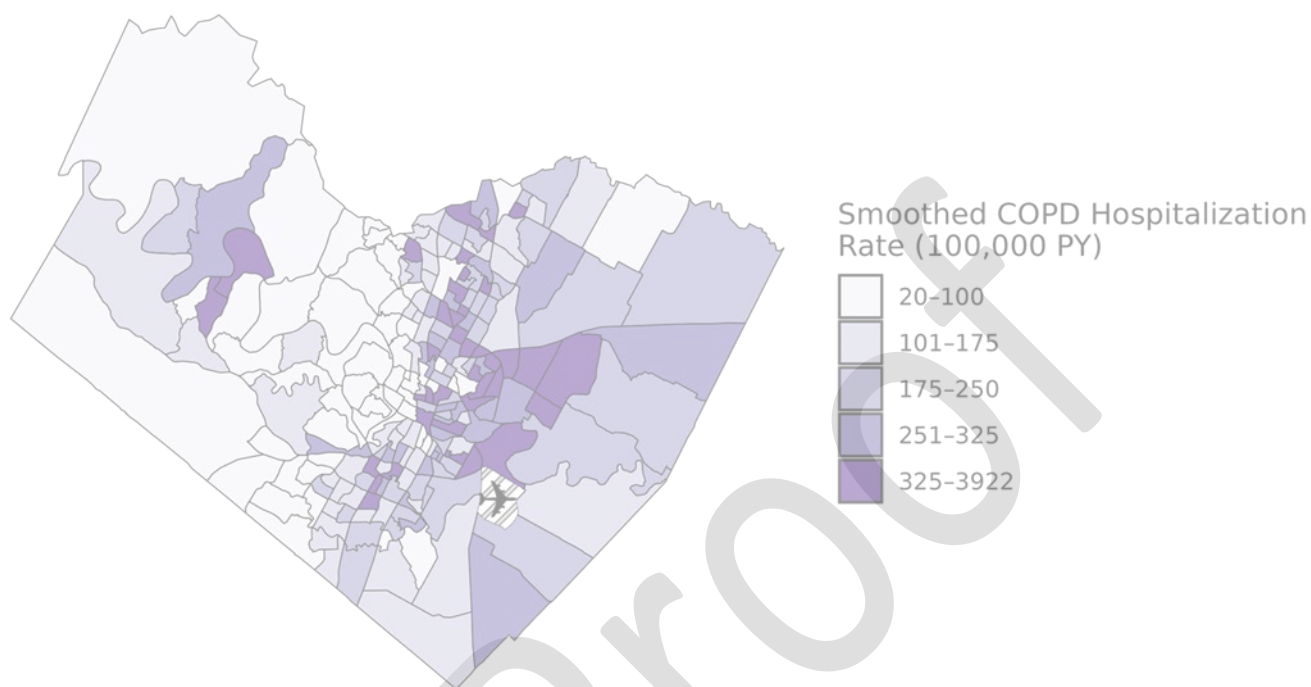 Smoothed COPD Hospitalization
Rate (100,000 PY)
20–100
101–175
175–250
251–325
325–3922
Proof